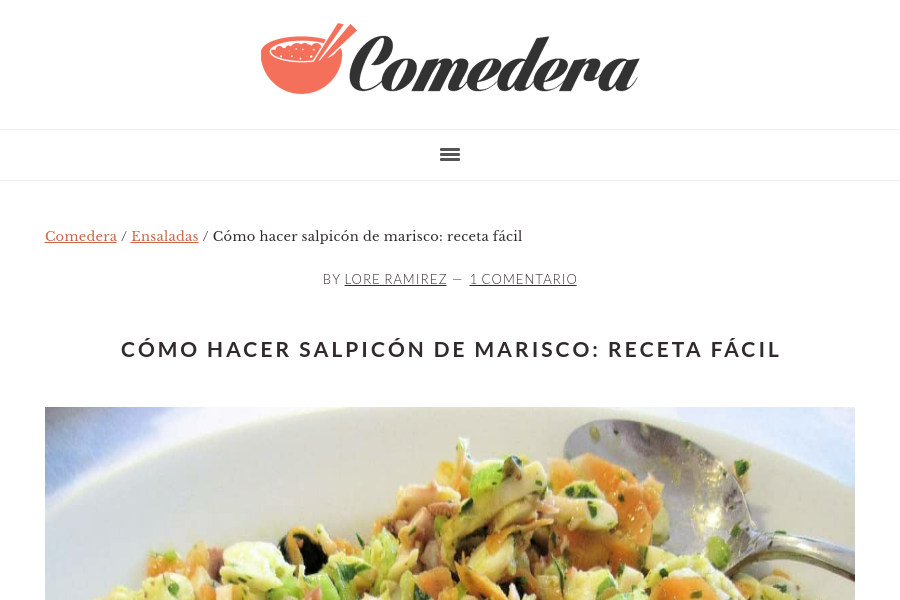 Comedera
Comedera / Ensaladas / Cómo hacer salpicón de marisco: receta fácil
BY LORE RAMIREZ — 1 COMENTARIO
CÓMO HACER SALPICÓN DE MARISCO: RECETA FÁCIL